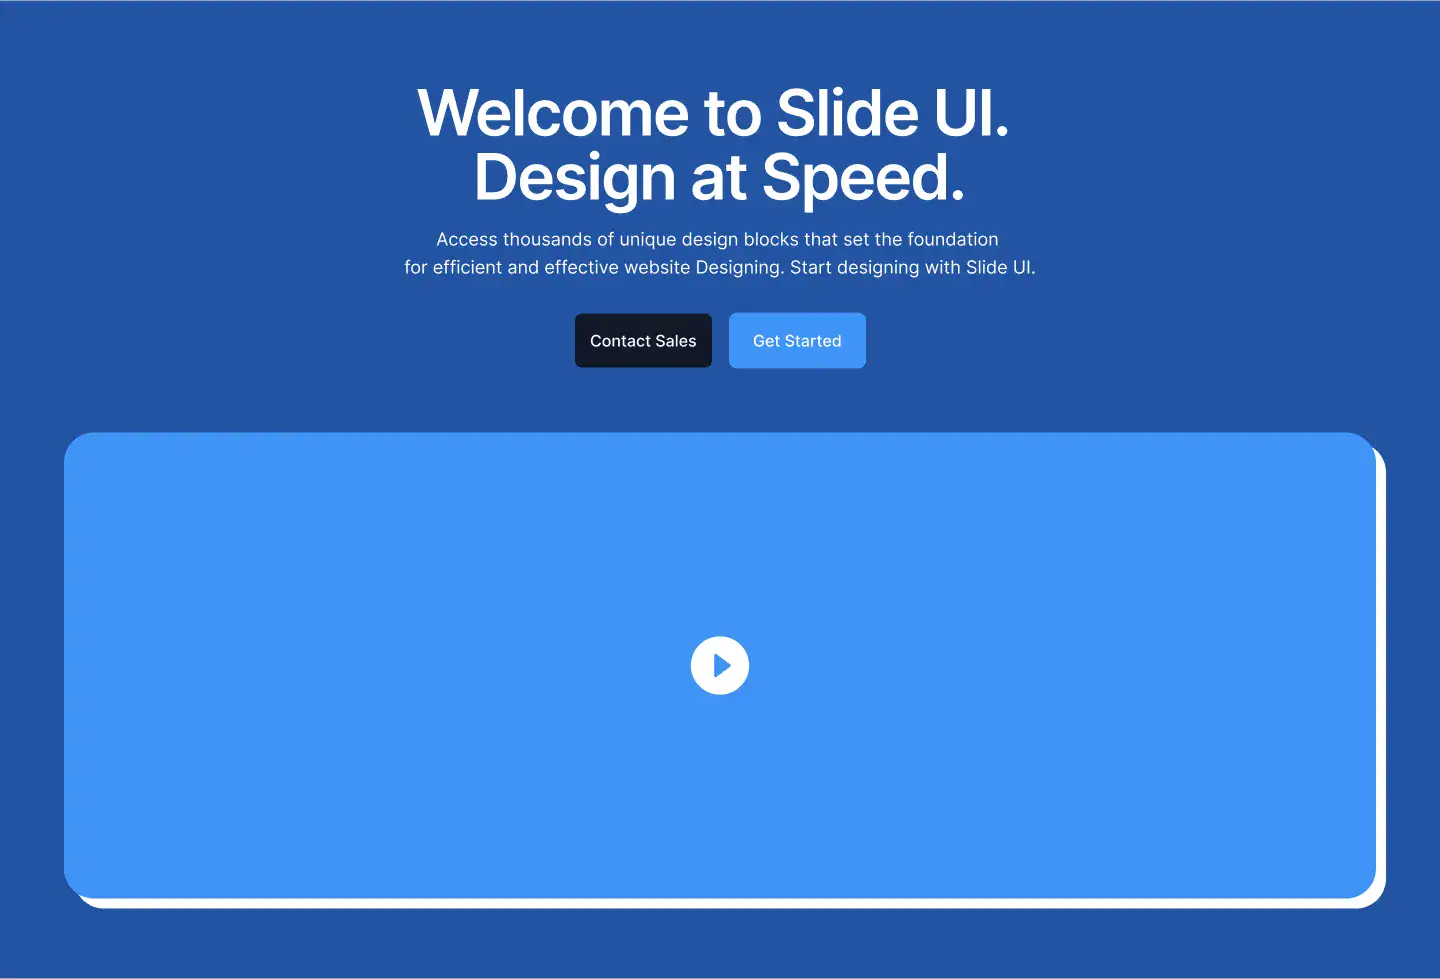 Welcome to Slide UI.
Design at Speed.
Access thousands of unique design blocks that set the foundation
for efficient and effective website Designing. Start designing with Slide UI.
Contact Sales
Get Started